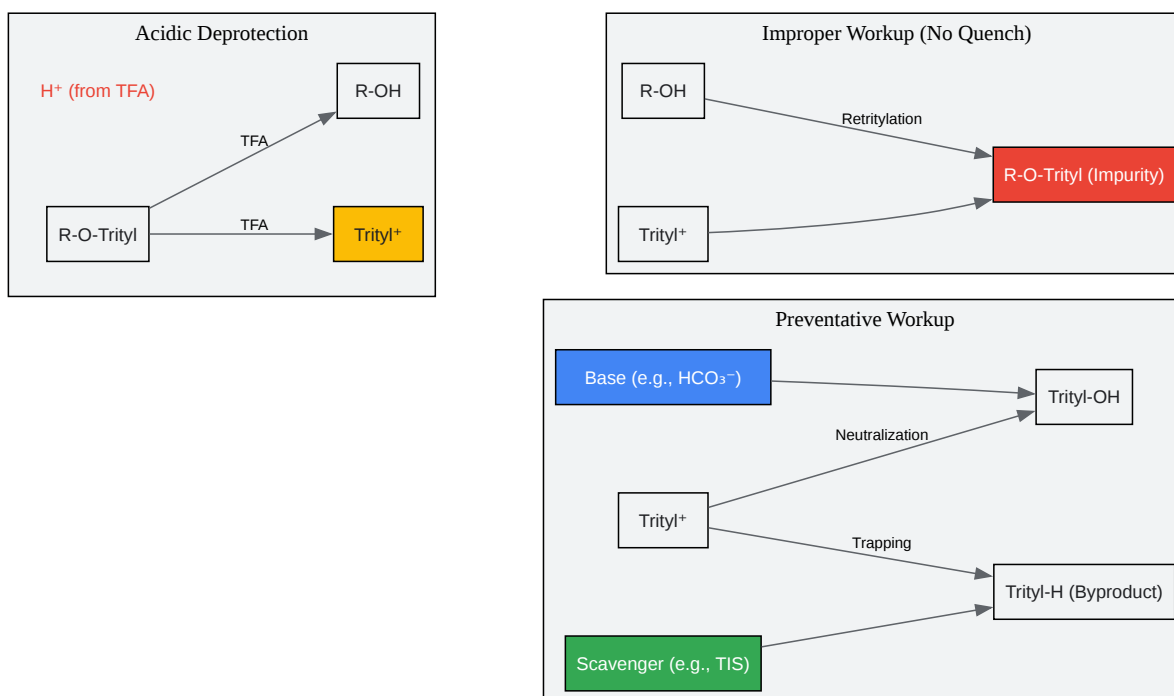 Acidic Deprotection
H⁺ (from TFA)
R-OH
TFA
R-O-Trityl
TFA
Trityl⁺
Improper Workup (No Quench)
R-OH
Retritylation
R-O-Trityl (Impurity)
Trityl⁺
Preventative Workup
Base (e.g., HCO₃⁻)
Trityl-OH
Neutralization
Trityl⁺
Trapping
Trityl-H (Byproduct)
Scavenger (e.g., TIS)